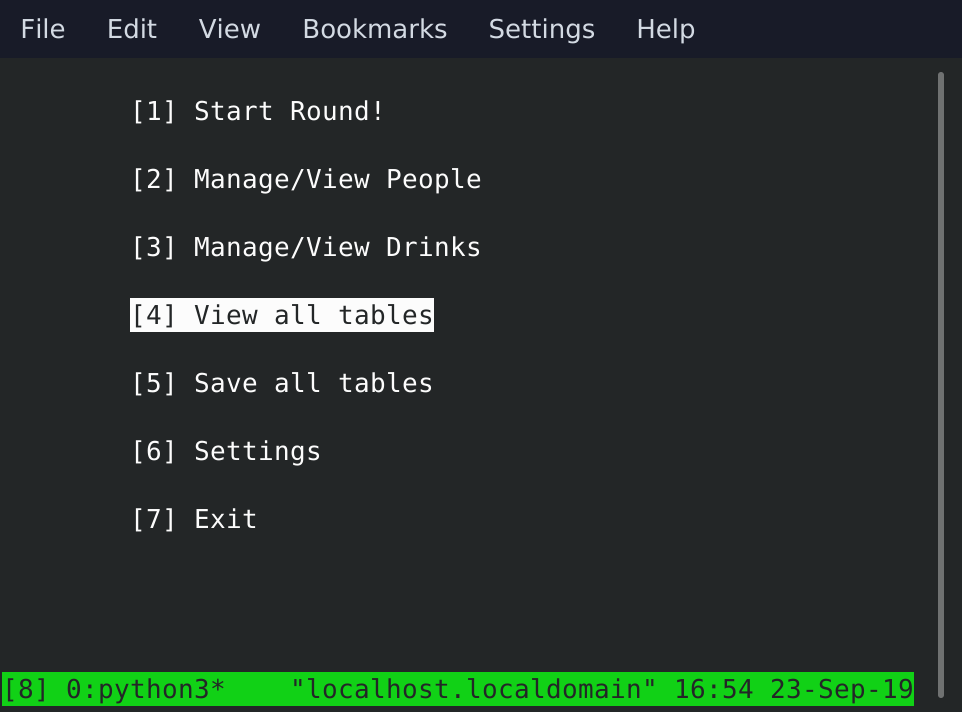 File Edit View Bookmarks Settings Help
[1] Start Round!
[2] Manage/View People
[3] Manage/View Drinks
[4] View all tables
[5] Save all tables
[6] Settings
[7] Exit
[8] 0:python3* "localhost.localdomain" 16:54 23-Sep-19